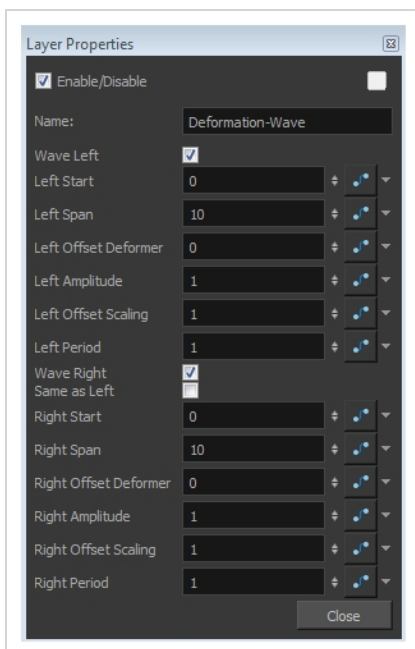 Layer Properties
Enable/Disable
Name: Deformation-Wave
Wave Left
Left Start 0
Left Span 10
Left Offset Deformer 0
Left Amplitude 1
Left Offset Scaling 1
Left Period 1
Wave Right
Same as Left
Right Start 0
Right Span 10
Right Offset Deformer 0
Right Amplitude 1
Right Offset Scaling 1
Right Period 1
Close